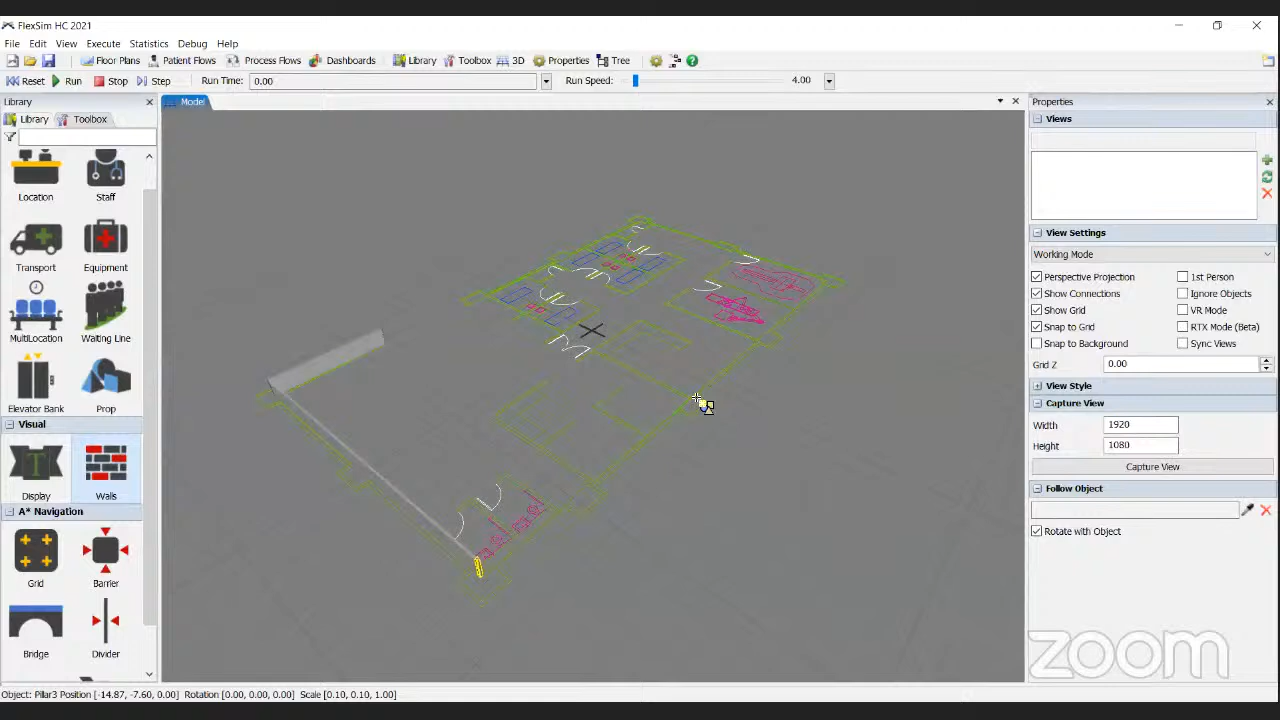 FlexSim HC 2021
File Edit View Execute Statistics Debug Help
Floor Plans Patient Flows Process Flows Dashboards Library Toolbox 3D Properties Tree
Reset Run Stop Step Run Time: 0.00 Run Speed: 4.00
Library
Library Toolbox
Location Staff
Transport Equipment
MultiLocation Waiting Line
Elevator Bank Prop
Visual
T
Display Walls
A* Navigation
Grid Barrier
Bridge Divider
Model
Properties
Views
View Settings
Working Mode
Perspective Projection 1st Person
Show Connections Ignore Objects
Show Grid VR Mode
Snap to Grid RTX Mode (Beta)
Snap to Background Sync Views
Grid Z 0.00
View Style
Capture View
Width 1920
Height 1080
Capture View
Follow Object
Rotate with Object
zoom
Object: Pillar3 Position [-14.87, -7.60, 0.00] Rotation [0.00, 0.00, 0.00] Scale [0.10, 0.10, 1.00]